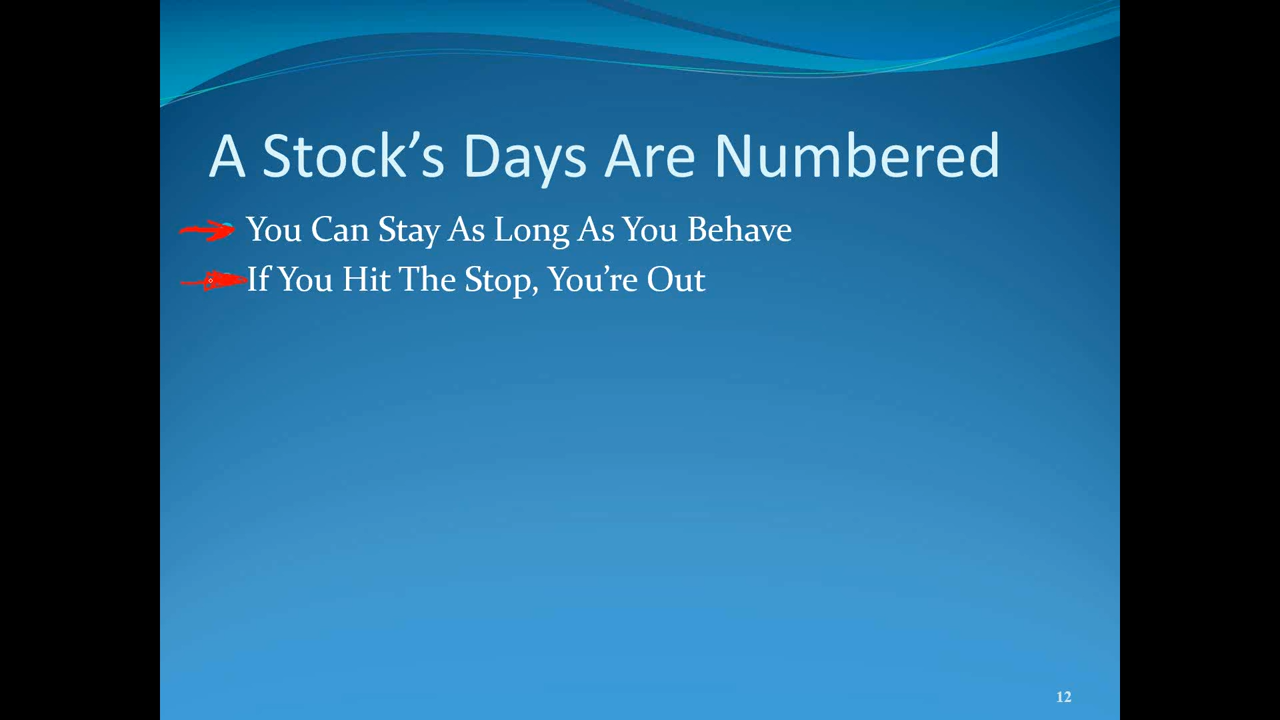 A Stock’s Days Are Numbered
You Can Stay As Long As You Behave
If You Hit The Stop, You’re Out
12